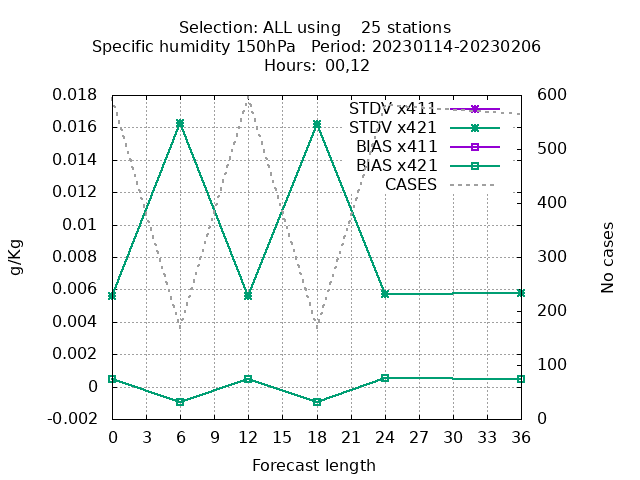 Selection: ALL using    25 stations
Specific humidity 150hPa   Period: 20230114-20230206
Hours: 00,12
0.018
0.016
0.014
0.012
0.01
0.008
0.006
0.004
0.002
0
-0.002
g/Kg
STDV x411
STDV x421
BIAS x411
BIAS x421
CASES
600
500
400
300
200
100
0
No cases
0 3 6 9 12 15 18 21 24 27 30 33 36
Forecast length